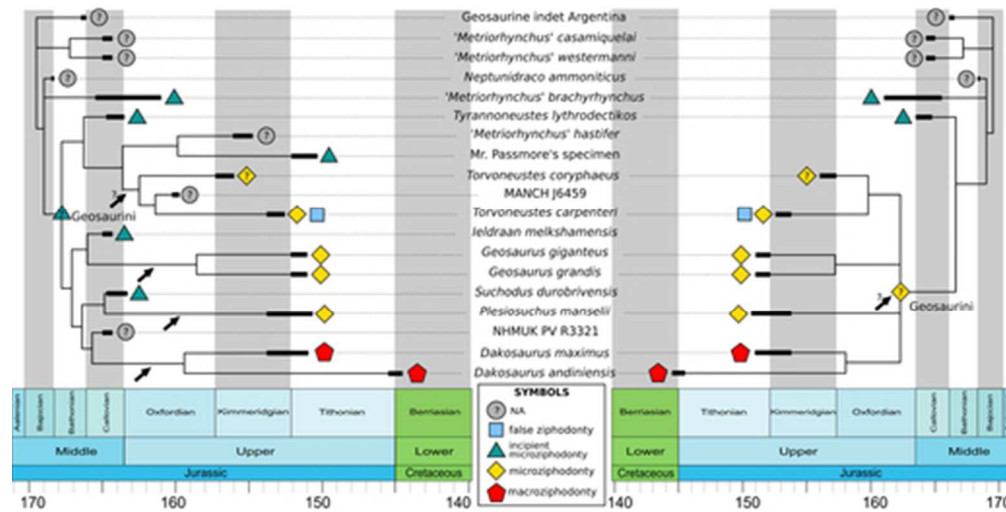 Geosaurine indet Argentina
'Metriorhynchus' casamiquelai
'Metriorhynchus' westermanni
Neptunidraco ammoniticus
'Metriorhynchus' brachyrhynchus
Tyrannoneustes lythrodectikos
'Metriorhynchus' hastifer
Mr. Passmore's specimen
Torvoneustes coryphaeus
MANCH J6459
Torvoneustes carpenteri
Ieldraan melkshamensis
Geosaurus giganteus
Geosaurus grandis
Suchodus durobrivensis
Plesiosuchus manselii
NHMUK PV R3321
Dakosaurus maximus
Dakosaurus andiniensis
Geosaurini
Geosaurini
SYMBOLS
? NA
false ziphodonty
incipient
microziphodonty
microziphodonty
macroziphodonty
Aalenian Bajocian Bathonian Callovian Oxfordian Kimmeridgian Tithonian Berriasian
Middle Upper Lower
Jurassic Cretaceous
170 160 150 140
Berriasian Tithonian Kimmeridgian Oxfordian Callovian Bathonian Bajocian
Lower Upper Middle
Cretaceous Jurassic
140 150 160 170